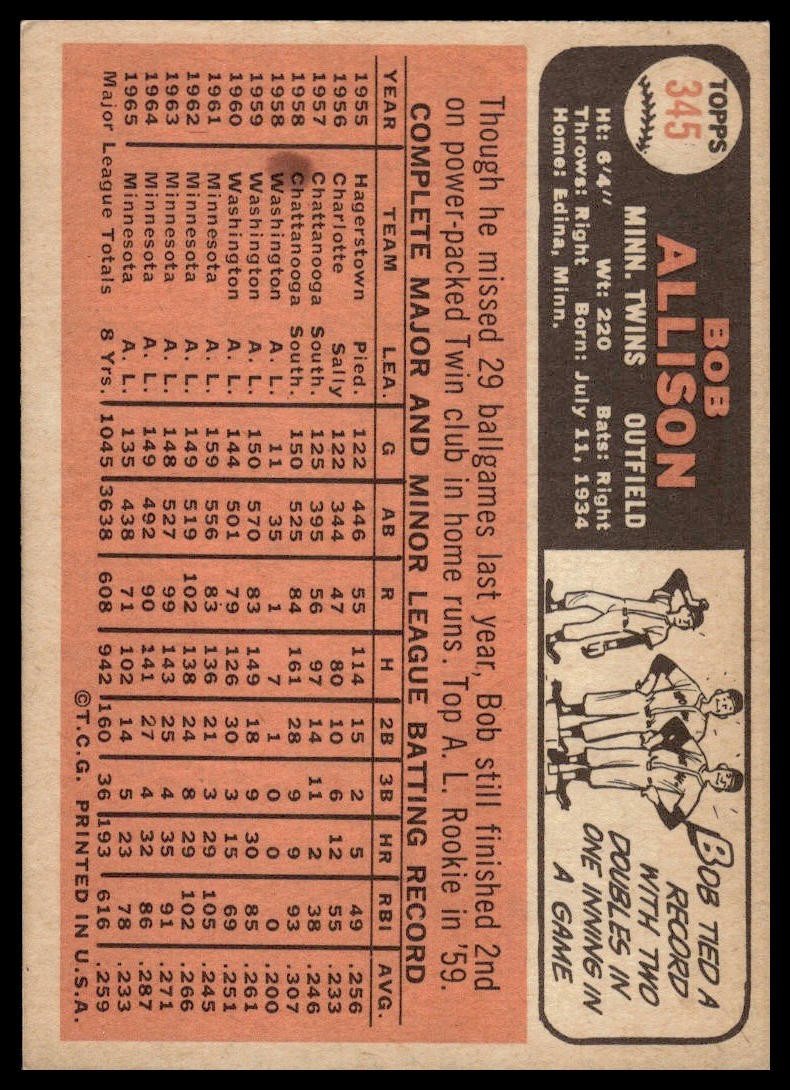 TOPPS
345
BOB
ALLISON
MINN. TWINS OUTFIELD
Ht: 6'4" Wt: 220 Bats: Right
Throws: Right Born: July 11, 1934
Home: Edina, Minn.
BOB TIED A
RECORD
WITH TWO
DOUBLES IN
ONE INNING IN
A GAME
Though he missed 29 ballgames last year, Bob still finished 2nd
on power-packed Twin club in home runs. Top A. L. Rookie in '59.
COMPLETE MAJOR AND MINOR LEAGUE BATTING RECORD
YEAR TEAM LEA. G AB R H 2B 3B HR RBI AVG.
1955 Hagerstown Pied. 122 446 55 114 15 2 5 49 .256
1956 Charlotte Sally 122 344 47 80 10 6 12 55 .233
1957 Chattanooga South. 125 395 56 97 14 11 2 38 .246
1958 Chattanooga South. 150 525 84 161 28 9 9 93 .307
1958 Washington A. L. 11 35 1 7 1 0 0 0 .200
1959 Washington A. L. 150 570 83 149 18 9 30 85 .261
1960 Washington A. L. 144 501 79 126 30 3 15 69 .251
1961 Minnesota A. L. 159 556 83 136 21 3 29 105 .245
1962 Minnesota A. L. 149 519 102 138 24 8 29 102 .266
1963 Minnesota A. L. 148 527 99 143 25 4 35 91 .271
1964 Minnesota A. L. 149 492 90 141 27 4 32 86 .287
1965 Minnesota A. L. 135 438 71 102 14 5 23 78 .233
Major League Totals 8 Yrs. 1045 3638 608 942 160 36 193 616 .259
©T.C.G. PRINTED IN U.S.A.